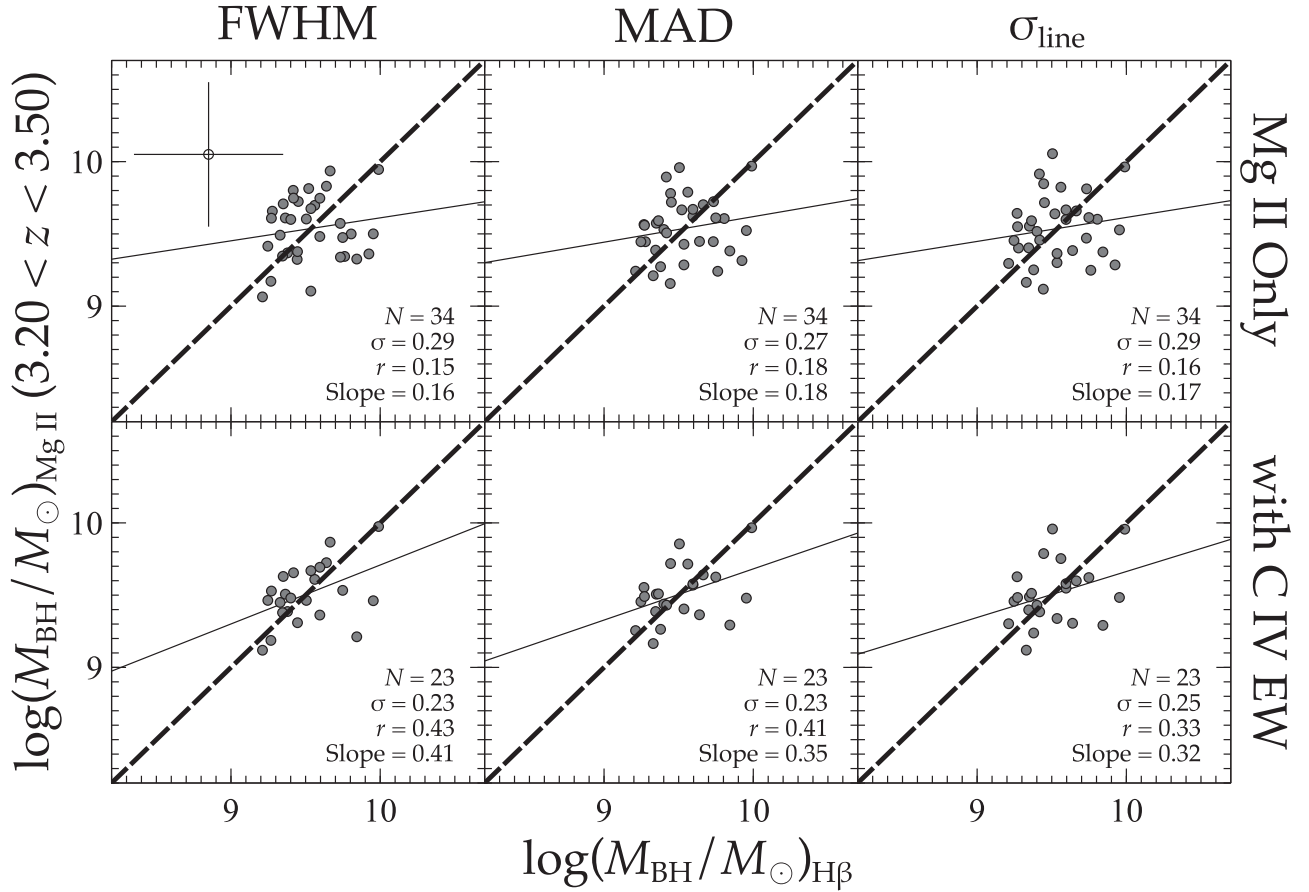 FWHM
MAD
σline
log(MBH/M⊙)Mg II (3.20 < z < 3.50)
10
9
N = 34
σ = 0.29
r = 0.15
Slope = 0.16
N = 34
σ = 0.27
r = 0.18
Slope = 0.18
N = 34
σ = 0.29
r = 0.16
Slope = 0.17
Mg II Only
10
9
N = 23
σ = 0.23
r = 0.43
Slope = 0.41
N = 23
σ = 0.23
r = 0.41
Slope = 0.35
N = 23
σ = 0.25
r = 0.33
Slope = 0.32
with C IV EW
9
10
9
10
9
10
log(MBH/M⊙)Hβ